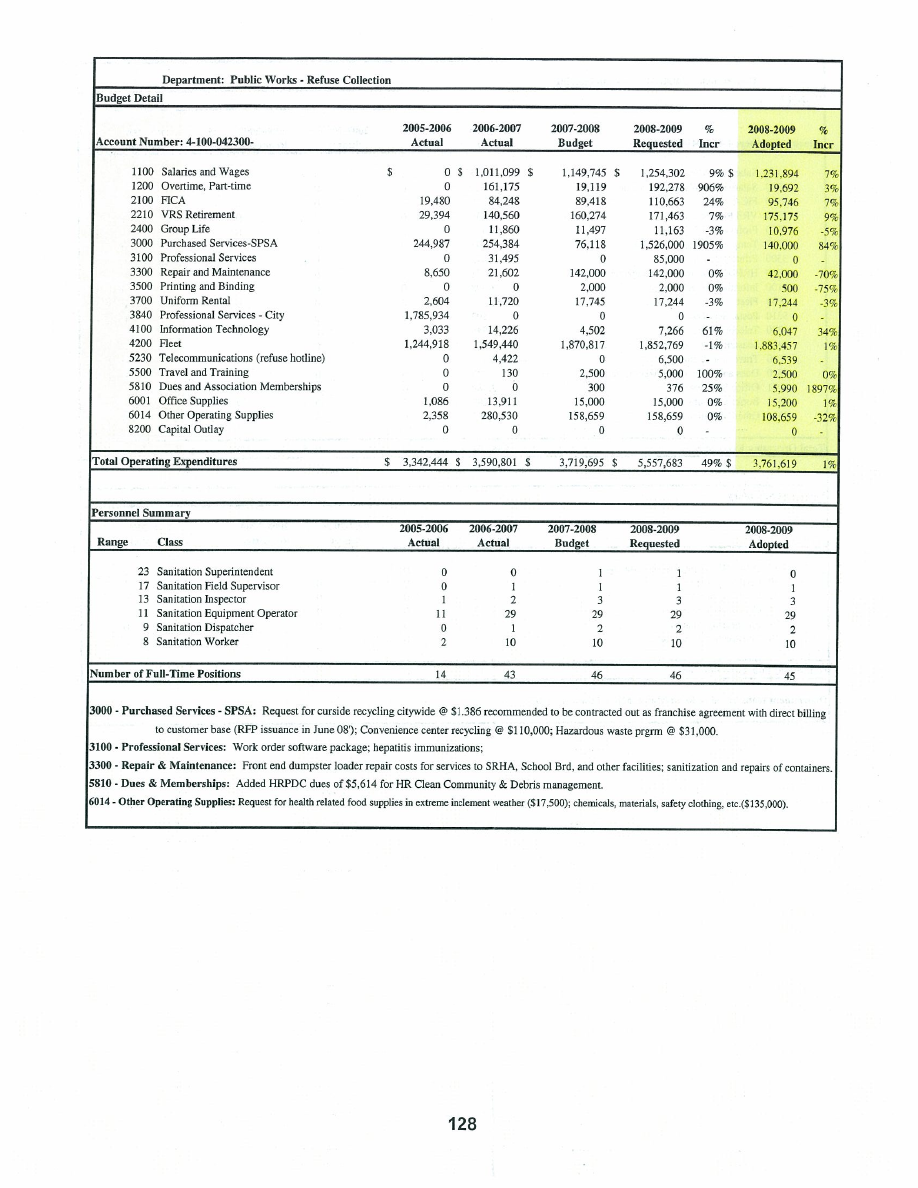 Department: Public Works - Refuse Collection
Budget Detail
2005-2006 2006-2007 2007-2008 2008-2009 % 2008-2009 %
Account Number: 4-100-042300- Actual Actual Budget Requested Incr Adopted Incr
1100 Salaries and Wages $ 0 $ 1,011,099 $ 1,149,745 $ 1,254,302 9% $ 1,231,894 7%
1200 Overtime, Part-time 0 161,175 19,119 192,278 906% 19,692 3%
2100 FICA 19,480 84,248 89,418 110,663 24% 95,746 7%
2210 VRS Retirement 29,394 140,560 160,274 171,463 7% 175,175 9%
2400 Group Life 0 11,860 11,497 11,163 -3% 10,976 -5%
3000 Purchased Services-SPSA 244,987 254,384 76,118 1,526,000 1905% 140,000 84%
3100 Professional Services 0 31,495 0 85,000 - 0 -
3300 Repair and Maintenance 8,650 21,602 142,000 142,000 0% 42,000 -70%
3500 Printing and Binding 0 0 2,000 2,000 0% 500 -75%
3700 Uniform Rental 2,604 11,720 17,745 17,244 -3% 17,244 -3%
3840 Professional Services - City 1,785,934 0 0 0 - 0 -
4100 Information Technology 3,033 14,226 4,502 7,266 61% 6,047 34%
4200 Fleet 1,244,918 1,549,440 1,870,817 1,852,769 -1% 1,883,457 1%
5230 Telecommunications (refuse hotline) 0 4,422 0 6,500 - 6,539 -
5500 Travel and Training 0 130 2,500 5,000 100% 2,500 0%
5810 Dues and Association Memberships 0 0 300 376 25% 5,990 1897%
6001 Office Supplies 1,086 13,911 15,000 15,000 0% 15,200 1%
6014 Other Operating Supplies 2,358 280,530 158,659 158,659 0% 108,659 -32%
8200 Capital Outlay 0 0 0 0 - 0 -
Total Operating Expenditures $ 3,342,444 $ 3,590,801 $ 3,719,695 $ 5,557,683 49% $ 3,761,619 1%
Personnel Summary
2005-2006 2006-2007 2007-2008 2008-2009 2008-2009
Range Class Actual Actual Budget Requested Adopted
23 Sanitation Superintendent 0 0 1 1 0
17 Sanitation Field Supervisor 0 1 1 1 1
13 Sanitation Inspector 1 2 3 3 3
11 Sanitation Equipment Operator 11 29 29 29 29
9 Sanitation Dispatcher 0 1 2 2 2
8 Sanitation Worker 2 10 10 10 10
Number of Full-Time Positions 14 43 46 46 45
3000 - Purchased Services - SPSA: Request for curside recycling citywide @ $1.386 recommended to be contracted out as franchise agreement with direct billing
to customer base (RFP issuance in June 08'); Convenience center recycling @ $110,000; Hazardous waste prgrm @ $31,000.
3100 - Professional Services: Work order software package; hepatitis immunizations;
3300 - Repair & Maintenance: Front end dumpster loader repair costs for services to SRHA, School Brd, and other facilities; sanitization and repairs of containers.
5810 - Dues & Memberships: Added HRPDC dues of $5,614 for HR Clean Community & Debris management.
6014 - Other Operating Supplies: Request for health related food supplies in extreme inclement weather ($17,500); chemicals, materials, safety clothing, etc.($135,000).
128